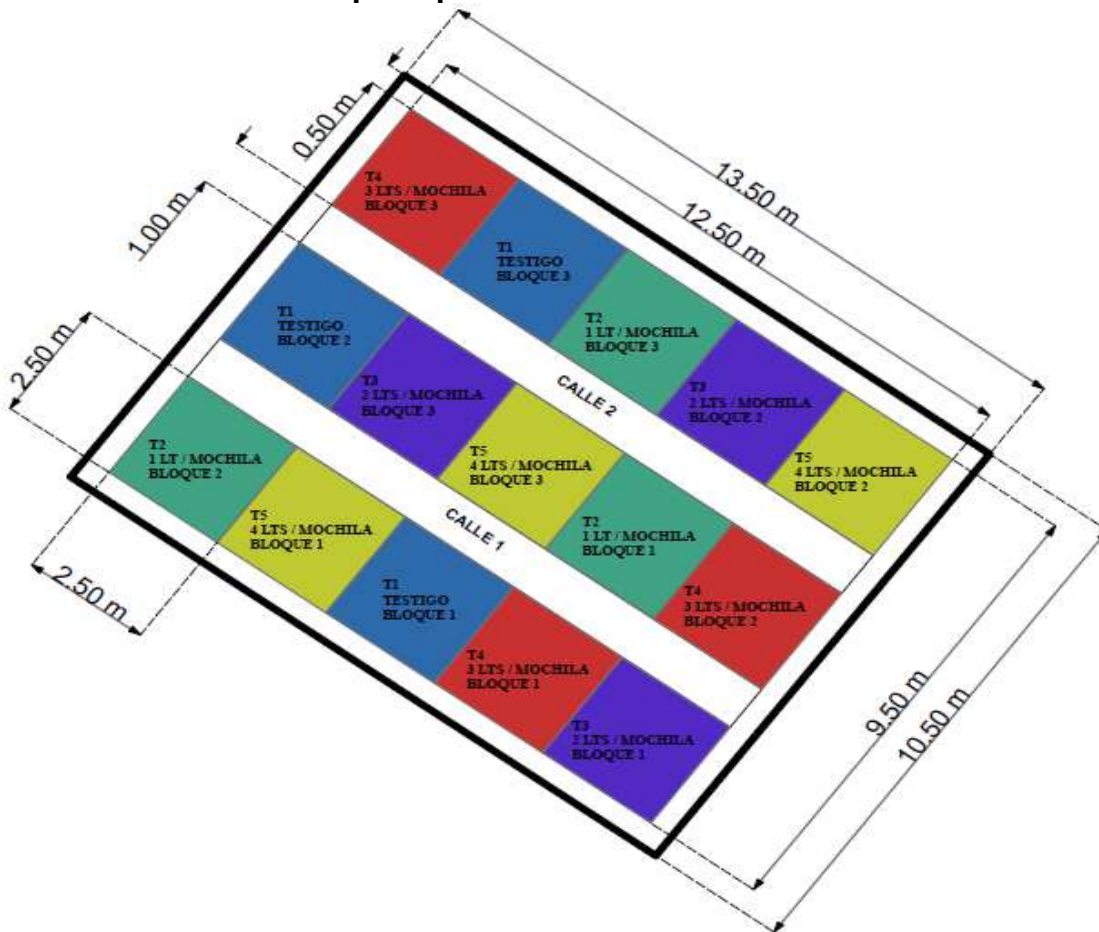 13.50 m
12.50 m
0.50 m
1.00 m
2.50 m
2.50 m
9.50 m
10.50 m
T4
3 LTS / MOCHILA
BLOQUE 3
T1
TESTIGO
BLOQUE 3
T2
1 LT / MOCHILA
BLOQUE 3
T3
2 LTS / MOCHILA
BLOQUE 2
T5
4 LTS / MOCHILA
BLOQUE 2
CALLE 2
T1
TESTIGO
BLOQUE 2
T3
2 LTS / MOCHILA
BLOQUE 3
T5
4 LTS / MOCHILA
BLOQUE 3
T2
1 LT / MOCHILA
BLOQUE 1
T4
3 LTS / MOCHILA
BLOQUE 2
CALLE 1
T2
1 LT / MOCHILA
BLOQUE 2
T5
4 LTS / MOCHILA
BLOQUE 1
T1
TESTIGO
BLOQUE 1
T4
3 LTS / MOCHILA
BLOQUE 1
T3
2 LTS / MOCHILA
BLOQUE 1